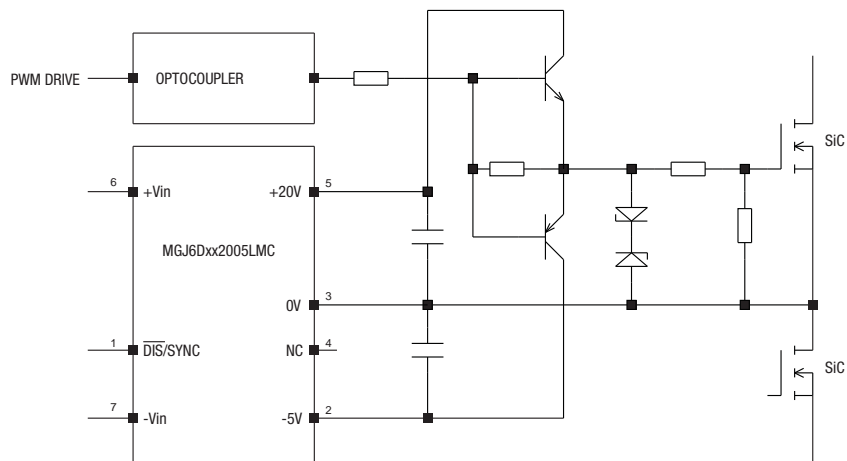 PWM DRIVE
OPTOCOUPLER
SiC
6
+Vin
+20V
5
MGJ6Dxx2005LMC
0V
3
1
DIS/SYNC
NC
4
SiC
7
-Vin
-5V
2